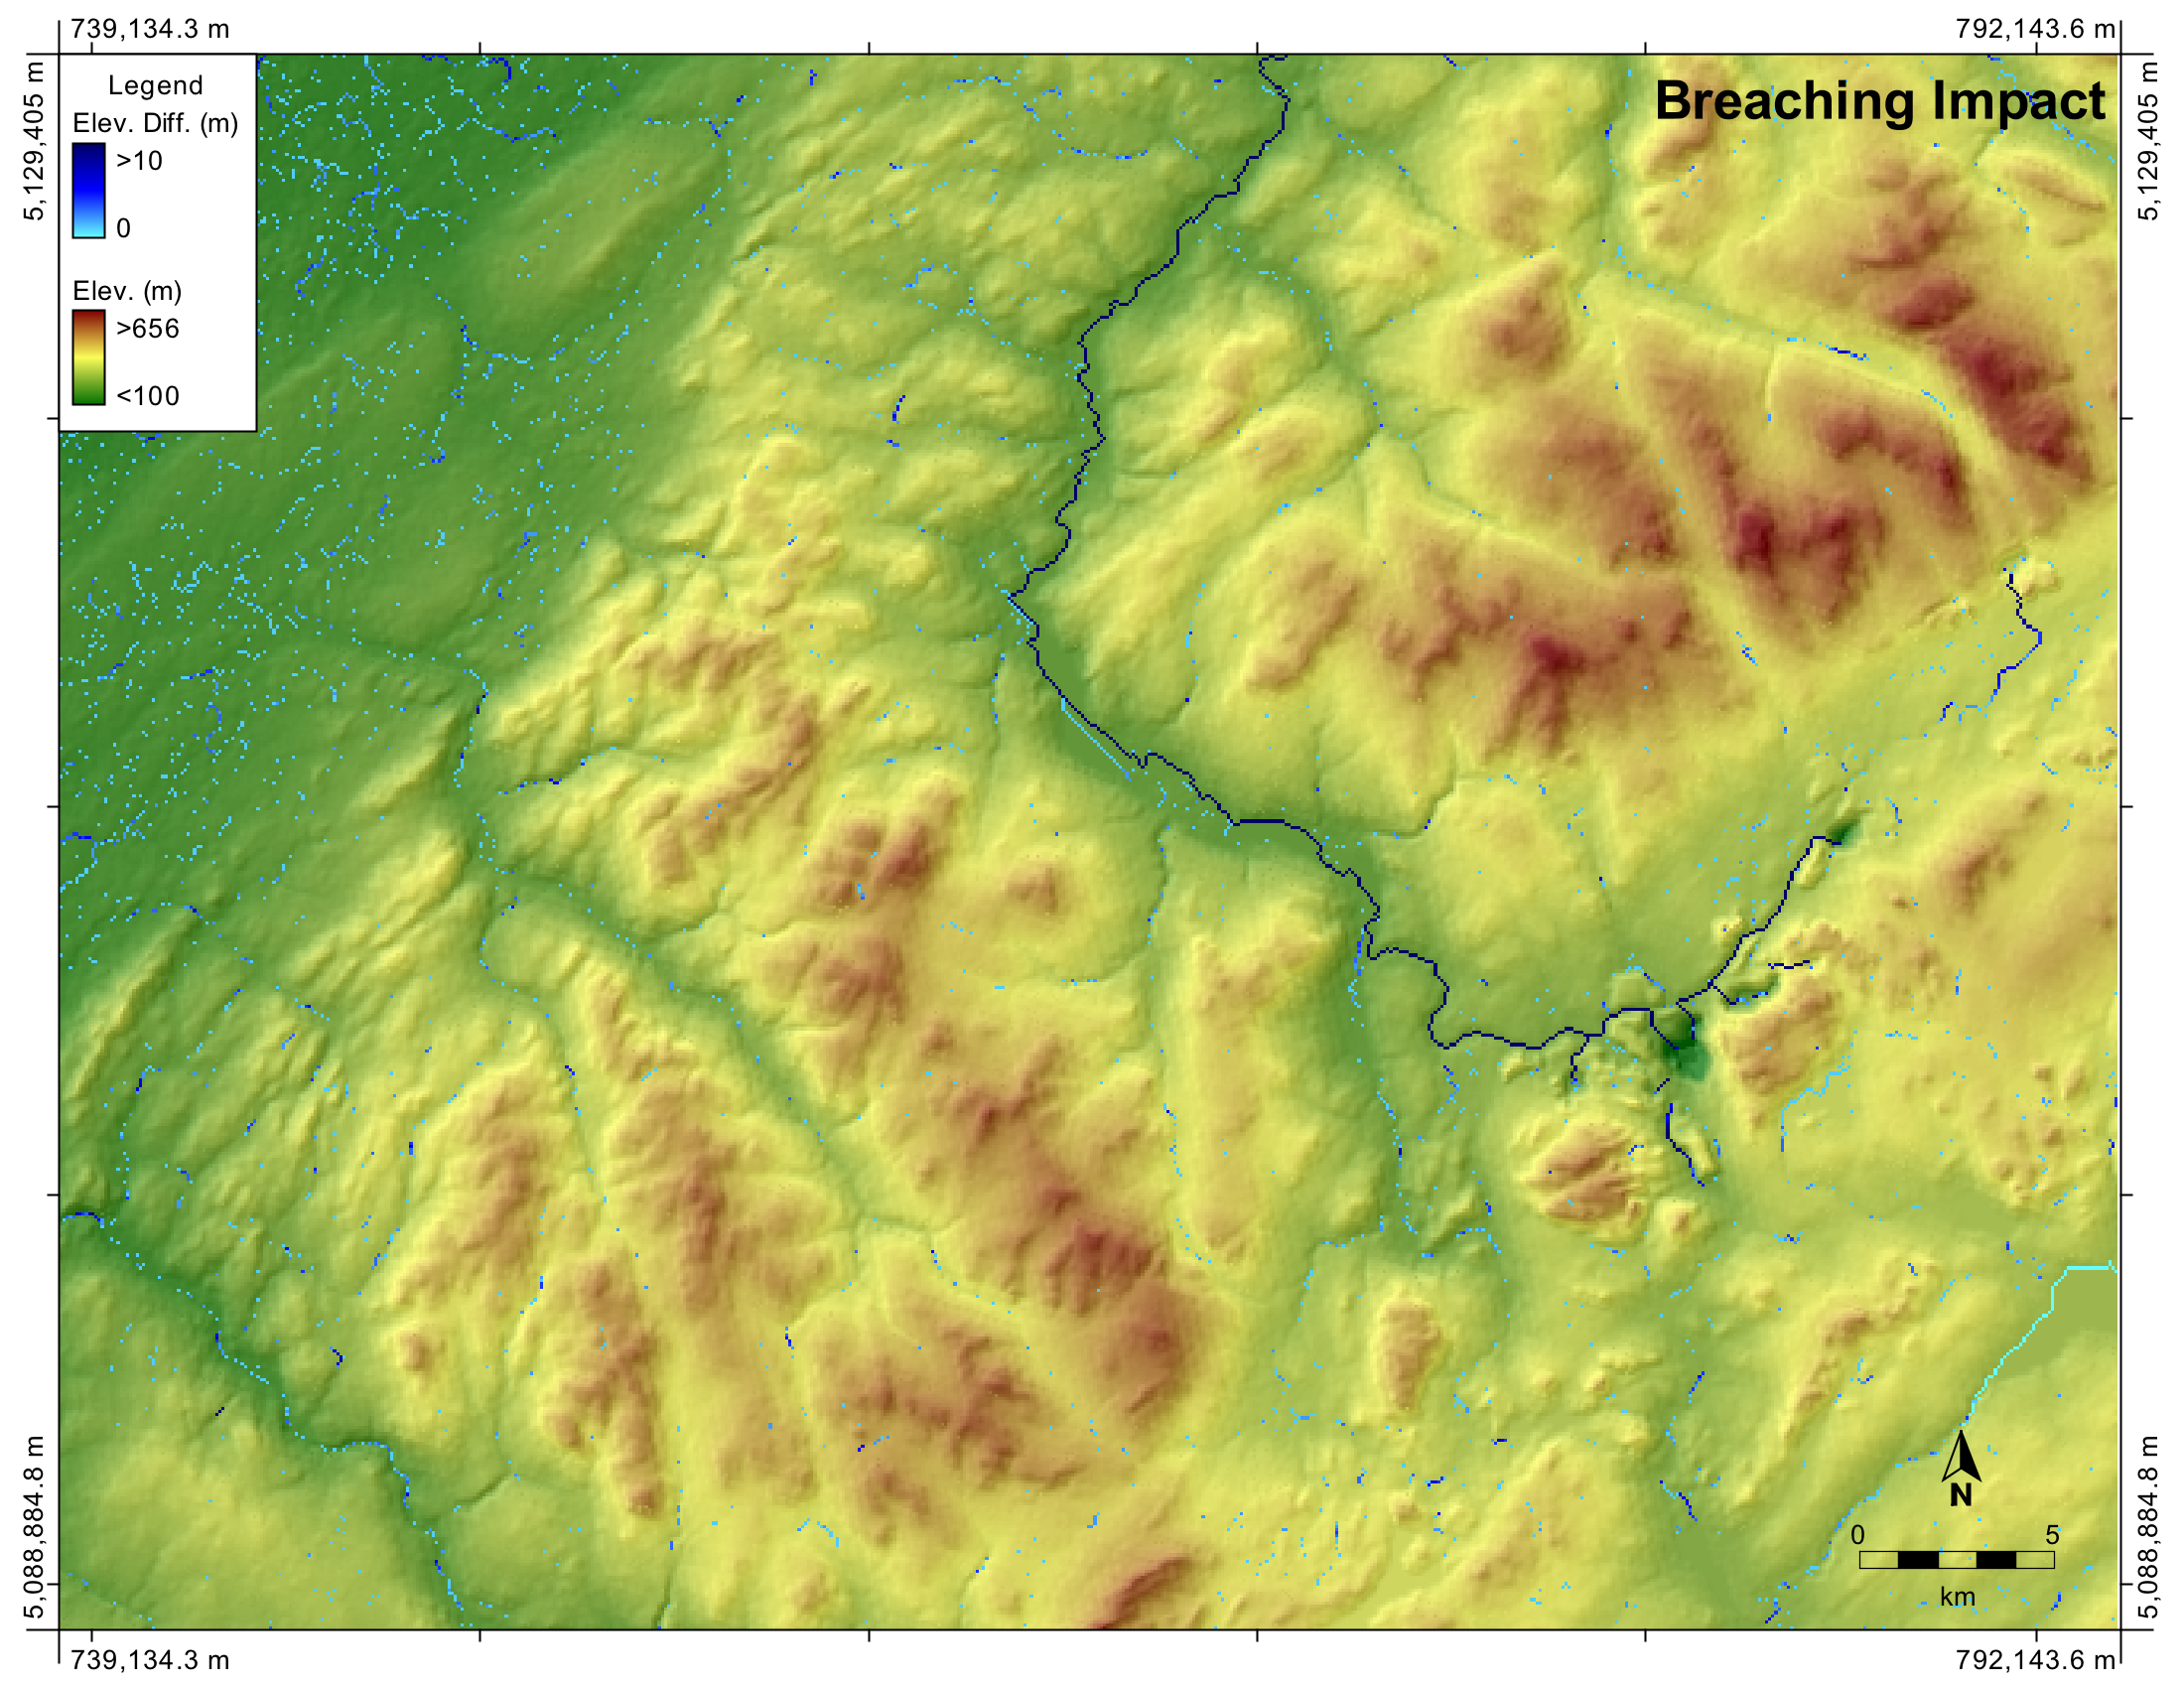 739,134.3 m
792,143.6 m
5,129,405 m
5,129,405 m
Breaching Impact
Legend
Elev. Diff. (m)
>10
0
Elev. (m)
>656
<100
5,088,884.8 m
5,088,884.8 m
N
0 5
km
739,134.3 m
792,143.6 m